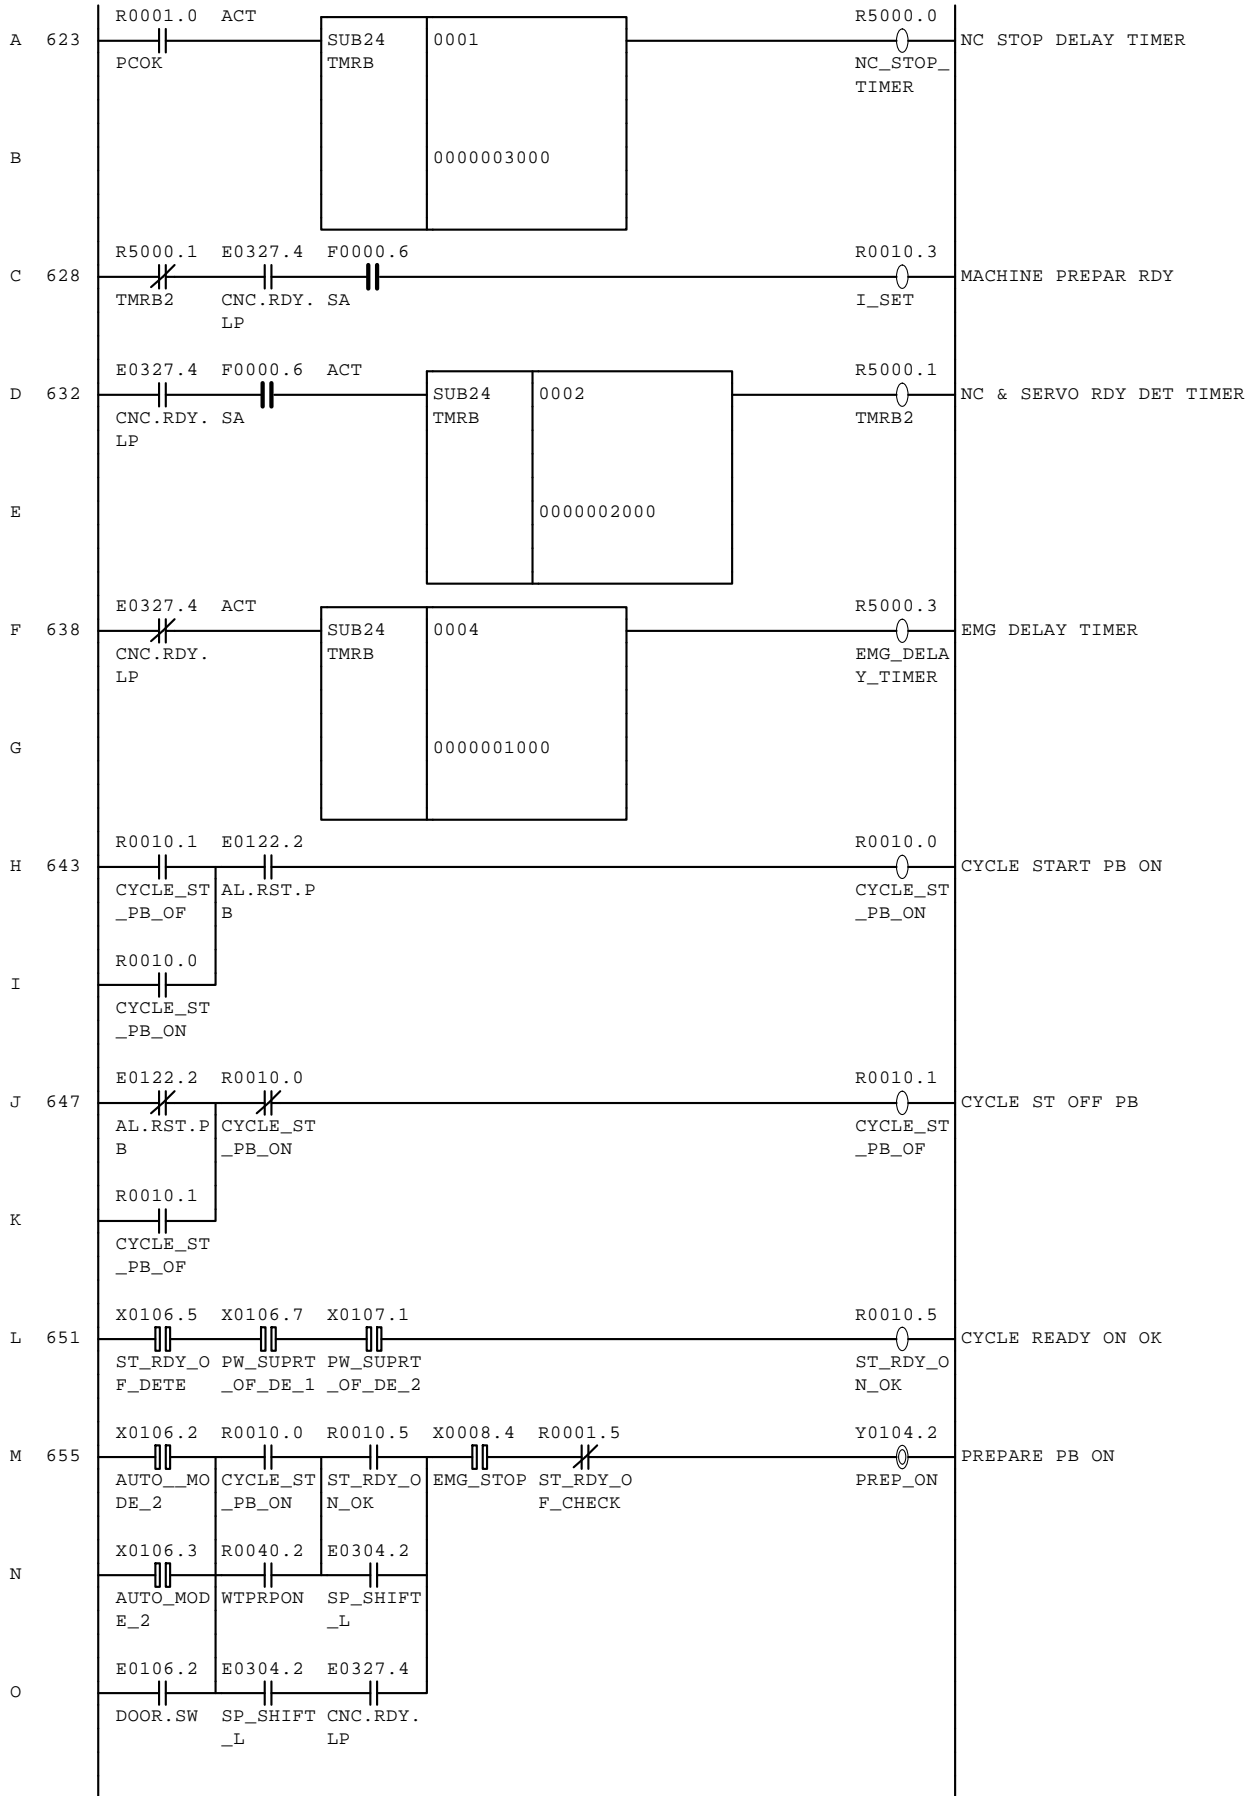 R0001.0 ACT R5000.0
A 623 SUB24 0001 NC STOP DELAY TIMER
PCOK TMRB NC_STOP_
TIMER
B 0000003000
R5000.1 E0327.4 F0000.6 R0010.3
C 628 MACHINE PREPAR RDY
TMRB2 CNC.RDY. SA I_SET
LP
E0327.4 F0000.6 ACT R5000.1
D 632 SUB24 0002 NC & SERVO RDY DET TIMER
CNC.RDY. SA TMRB TMRB2
LP
E 0000002000
E0327.4 ACT R5000.3
F 638 SUB24 0004 EMG DELAY TIMER
CNC.RDY. TMRB EMG_DELA
LP Y_TIMER
G 0000001000
R0010.1 E0122.2 R0010.0
H 643 CYCLE START PB ON
CYCLE_ST AL.RST.P CYCLE_ST
_PB_OF B _PB_ON
R0010.0
I
CYCLE_ST
_PB_ON
E0122.2 R0010.0 R0010.1
J 647 CYCLE ST OFF PB
AL.RST.P CYCLE_ST CYCLE_ST
B _PB_ON _PB_OF
R0010.1
K
CYCLE_ST
_PB_OF
X0106.5 X0106.7 X0107.1 R0010.5
L 651 CYCLE READY ON OK
ST_RDY_O PW_SUPRT PW_SUPRT ST_RDY_O
F_DETE _OF_DE_1 _OF_DE_2 N_OK
X0106.2 R0010.0 R0010.5 X0008.4 R0001.5 Y0104.2
M 655 PREPARE PB ON
AUTO__MO CYCLE_ST ST_RDY_O EMG_STOP ST_RDY_O PREP_ON
DE_2 _PB_ON N_OK F_CHECK
X0106.3 R0040.2 E0304.2
N
AUTO_MOD WTPRPON SP_SHIFT
E_2 _L
E0106.2 E0304.2 E0327.4
O
DOOR.SW SP_SHIFT CNC.RDY.
_L LP